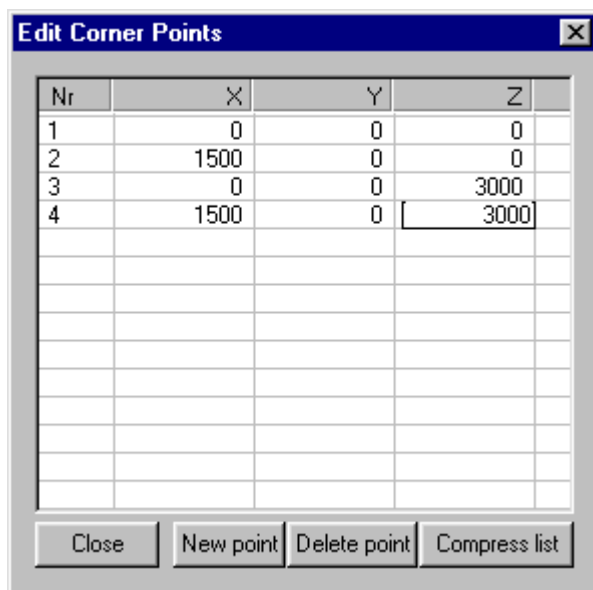 Edit Corner Points
Nr X Y Z
1 0 0 0
2 1500 0 0
3 0 0 3000
4 1500 0 3000
Close New point Delete point Compress list